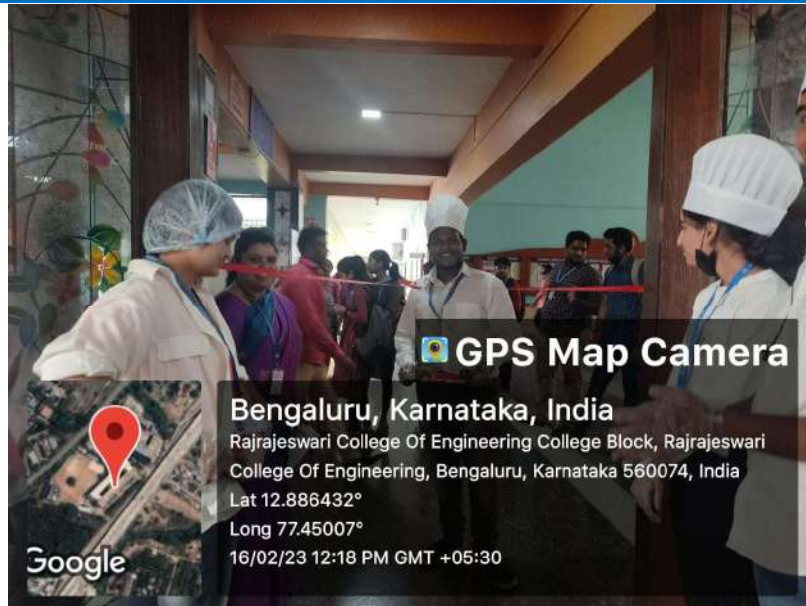 GPS Map Camera
Bengaluru, Karnataka, India
Rajrajeswari College Of Engineering College Block, Rajrajeswari
College Of Engineering, Bengaluru, Karnataka 560074, India
Lat 12.886432°
Long 77.45007°
16/02/23 12:18 PM GMT +05:30
Google